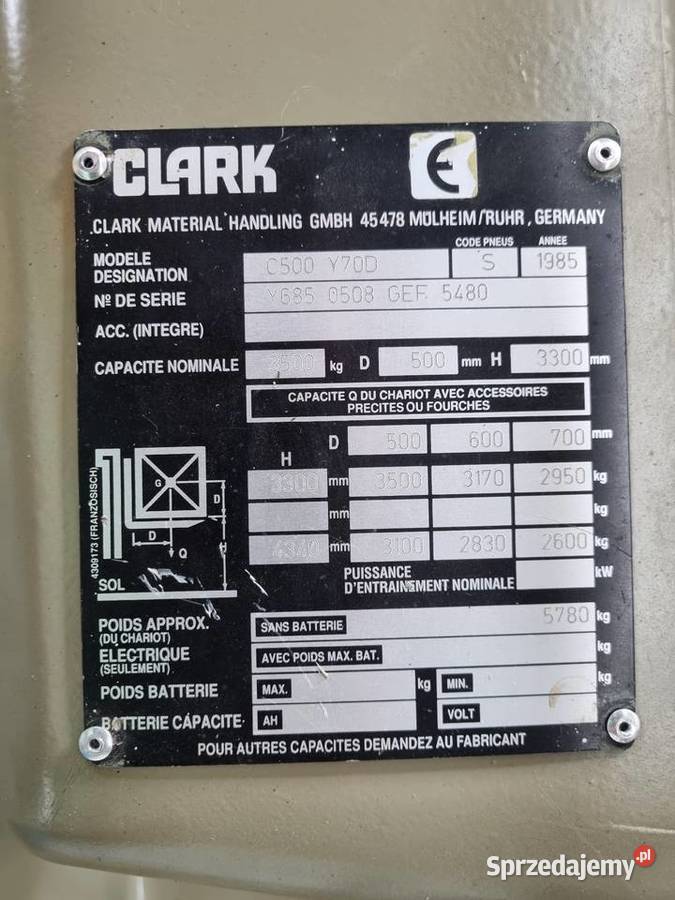 CLARK CE
CLARK MATERIAL HANDLING GMBH 45478 MÜLHEIM/RUHR, GERMANY
CODE PNEUS ANNEE
MODELE DESIGNATION C500 Y70D S 1985
Nº DE SERIE Y685 0508 GEF 5480
ACC. (INTEGRE)
CAPACITE NOMINALE 3500 kg D 500 mm H 3300 mm
CAPACITE Q DU CHARIOT AVEC ACCESSOIRES
PRECITES OU FOURCHES
H D 500 600 700 mm
3300 mm 3500 3170 2950 kg
mm kg
4340 mm 3100 2830 2600 kg
G D D Q H
SOL
4309173 (FRANZÖSISCH)
PUISSANCE
D'ENTRAINEMENT NOMINALE kW
POIDS APPROX. (DU CHARIOT) SANS BATTERIE 5780 kg
ELECTRIQUE (SEULEMENT) AVEC POIDS MAX. BAT. kg
POIDS BATTERIE MAX. kg MIN. kg
BATTERIE CAPACITE AH VOLT
POUR AUTRES CAPACITES DEMANDEZ AU FABRICANT
Sprzedajemy.pl